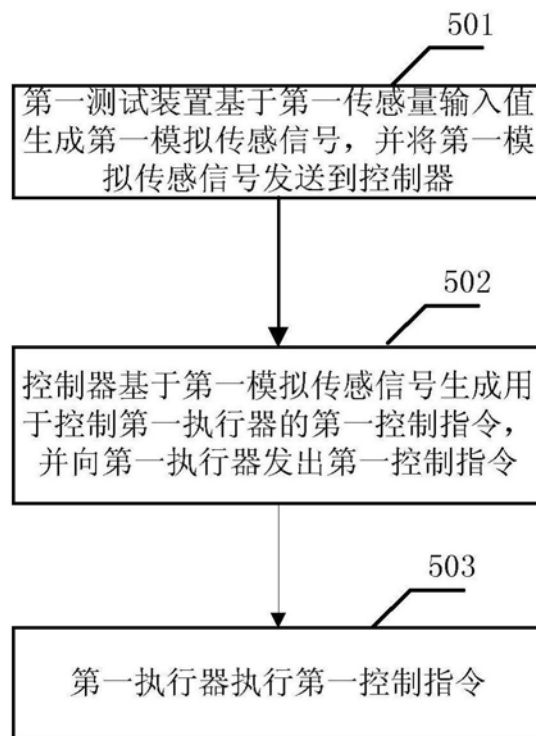 501
第一测试装置基于第一传感量输入值
生成第一模拟传感信号，并将第一模
拟传感信号发送到控制器
502
控制器基于第一模拟传感信号生成用
于控制第一执行器的第一控制指令，
并向第一执行器发出第一控制指令
503
第一执行器执行第一控制指令